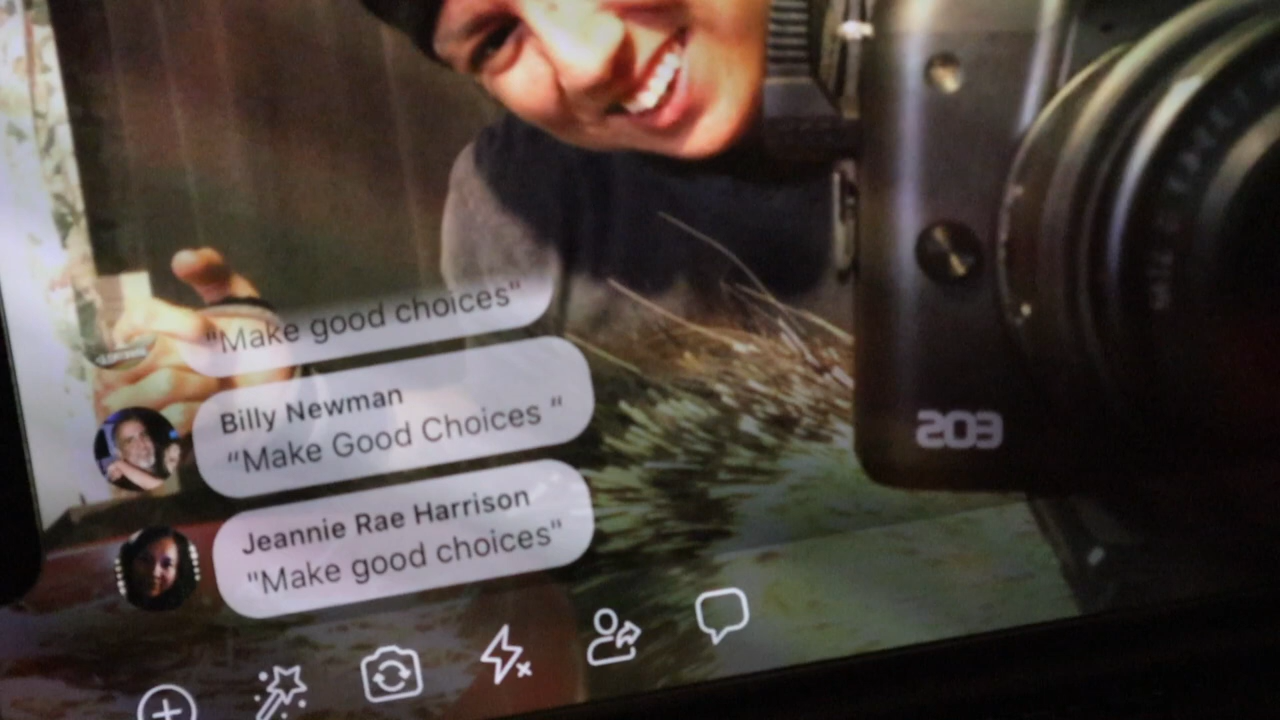 "Make good choices"
Billy Newman
"Make Good Choices "
Jeannie Rae Harrison
"Make good choices"
203